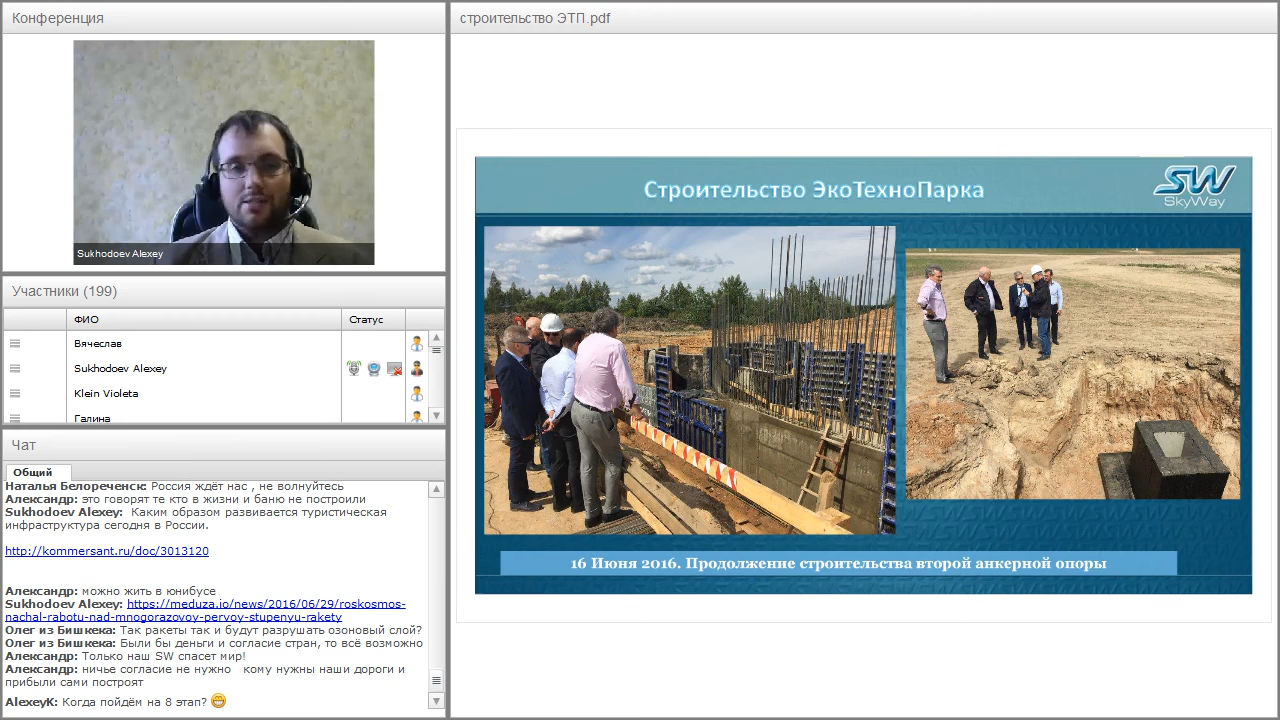 Конференция
Sukhodoev Alexey
Участники (199)
ФИО Статус
Вячеслав
Sukhodoev Alexey
Klein Violeta
Галина
Чат
Общий
Наталья Белореченск: Россия ждёт нас , не волнуйтесь
Александр: это говорят те кто в жизни и баню не построили
Sukhodoev Alexey: Каким образом развивается туристическая
инфраструктура сегодня в России.
http://kommersant.ru/doc/3013120
Александр: можно жить в юнибусе
Sukhodoev Alexey: https://meduza.io/news/2016/06/29/roskosmos-
nachal-rabotu-nad-mnogorazovoy-pervoy-stupenyu-rakety
Олег из Бишкека: Так ракеты так и будут разрушать озоновый слой?
Олег из Бишкека: Были бы деньги и согласие стран, то всё возможно
Александр: Только наш SW спасет мир!
Александр: ничье согласие не нужно кому нужны наши дороги и
прибыли сами построят
AlexeyK: Когда пойдём на 8 этап?
строительство ЭТП.pdf
Строительство ЭкоТехноПарка
SW
SkyWay
16 Июня 2016. Продолжение строительства второй анкерной опоры